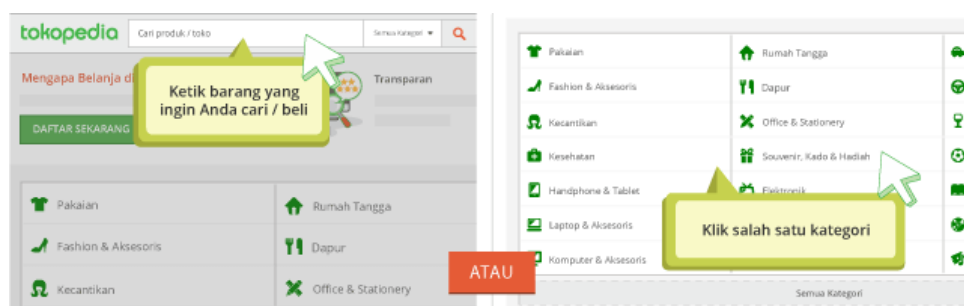 tokopedia
Cari produk / toko
Semua Kategori
Mengapa Belanja di
Transparan
Ketik barang yang
ingin Anda cari / beli
DAFTAR SEKARANG
Pakaian
Rumah Tangga
Fashion & Aksesoris
Dapur
Kecantikan
Office & Stationery
ATAU
Pakaian
Rumah Tangga
Fashion & Aksesoris
Dapur
Kecantikan
Office & Stationery
Kesehatan
Souvenir, Kado & Hadiah
Handphone & Tablet
Elektronik
Laptop & Aksesoris
Klik salah satu kategori
Komputer & Aksesoris
Semua Kategori